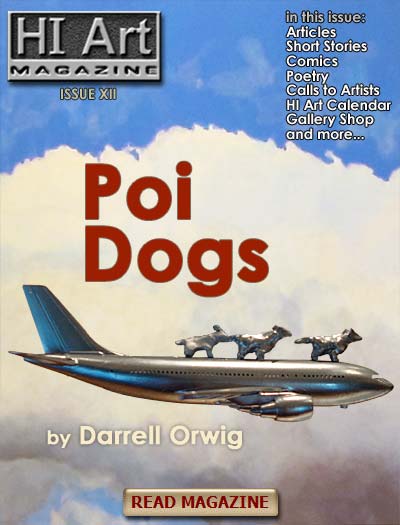 HI Art
MAGAZINE
ISSUE XII
in this issue:
Articles
Short Stories
Comics
Poetry
Calls to Artists
HI Art Calendar
Gallery Shop
and more...
Poi
Dogs
by Darrell Orwig
READ MAGAZINE